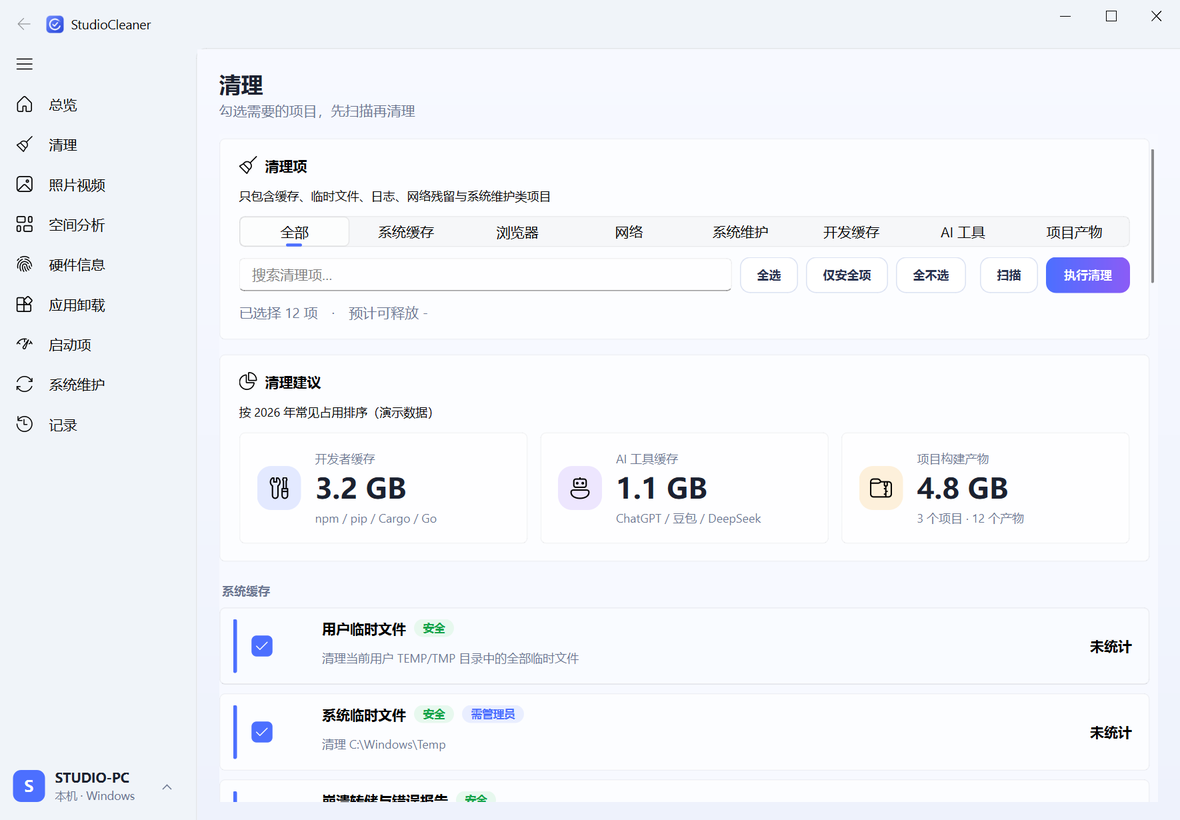 StudioCleaner
总览
清理
照片视频
空间分析
硬件信息
应用卸载
启动项
系统维护
记录
S
STUDIO-PC
本机 · Windows
清理
勾选需要的项目，先扫描再清理
清理项
只包含缓存、临时文件、日志、网络残留与系统维护类项目
全部 系统缓存 浏览器 网络 系统维护 开发缓存 AI 工具 项目产物
搜索清理项... 全选 仅安全项 全不选 扫描 执行清理
已选择 12 项 · 预计可释放 -
清理建议
按 2026 年常见占用排序（演示数据）
开发者缓存
3.2 GB
npm / pip / Cargo / Go
AI 工具缓存
1.1 GB
ChatGPT / 豆包 / DeepSeek
项目构建产物
4.8 GB
3 个项目 · 12 个产物
系统缓存
用户临时文件 安全
清理当前用户 TEMP/TMP 目录中的全部临时文件
未统计
系统临时文件 安全 需管理员
清理 C:\Windows\Temp
未统计
崩溃转储与错误报告 安全